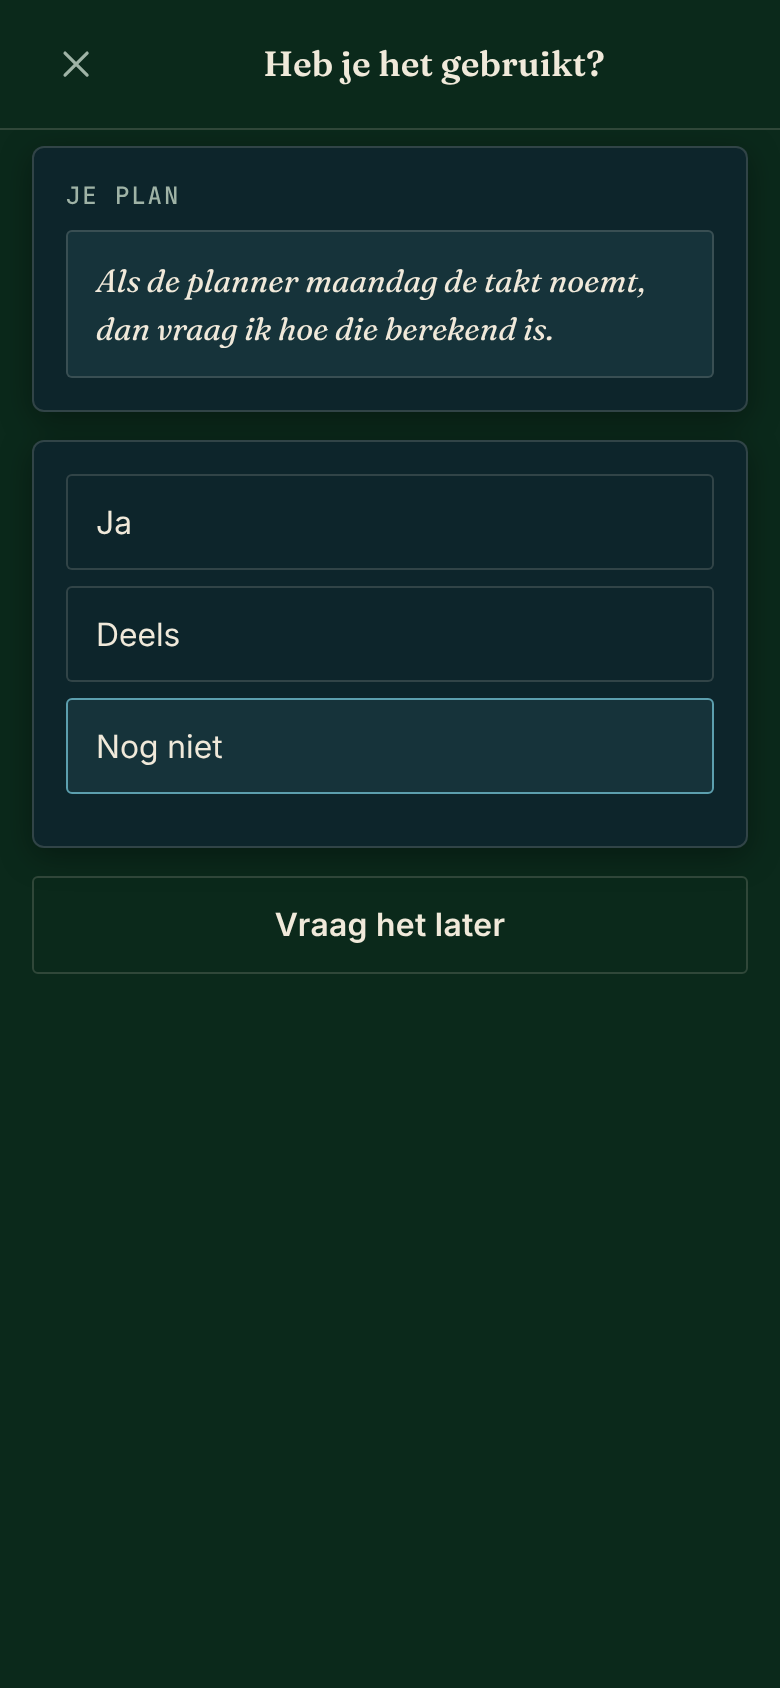 Heb je het gebruikt?
JE PLAN
Als de planner maandag de takt noemt,
dan vraag ik hoe die berekend is.
Ja
Deels
Nog niet
Vraag het later